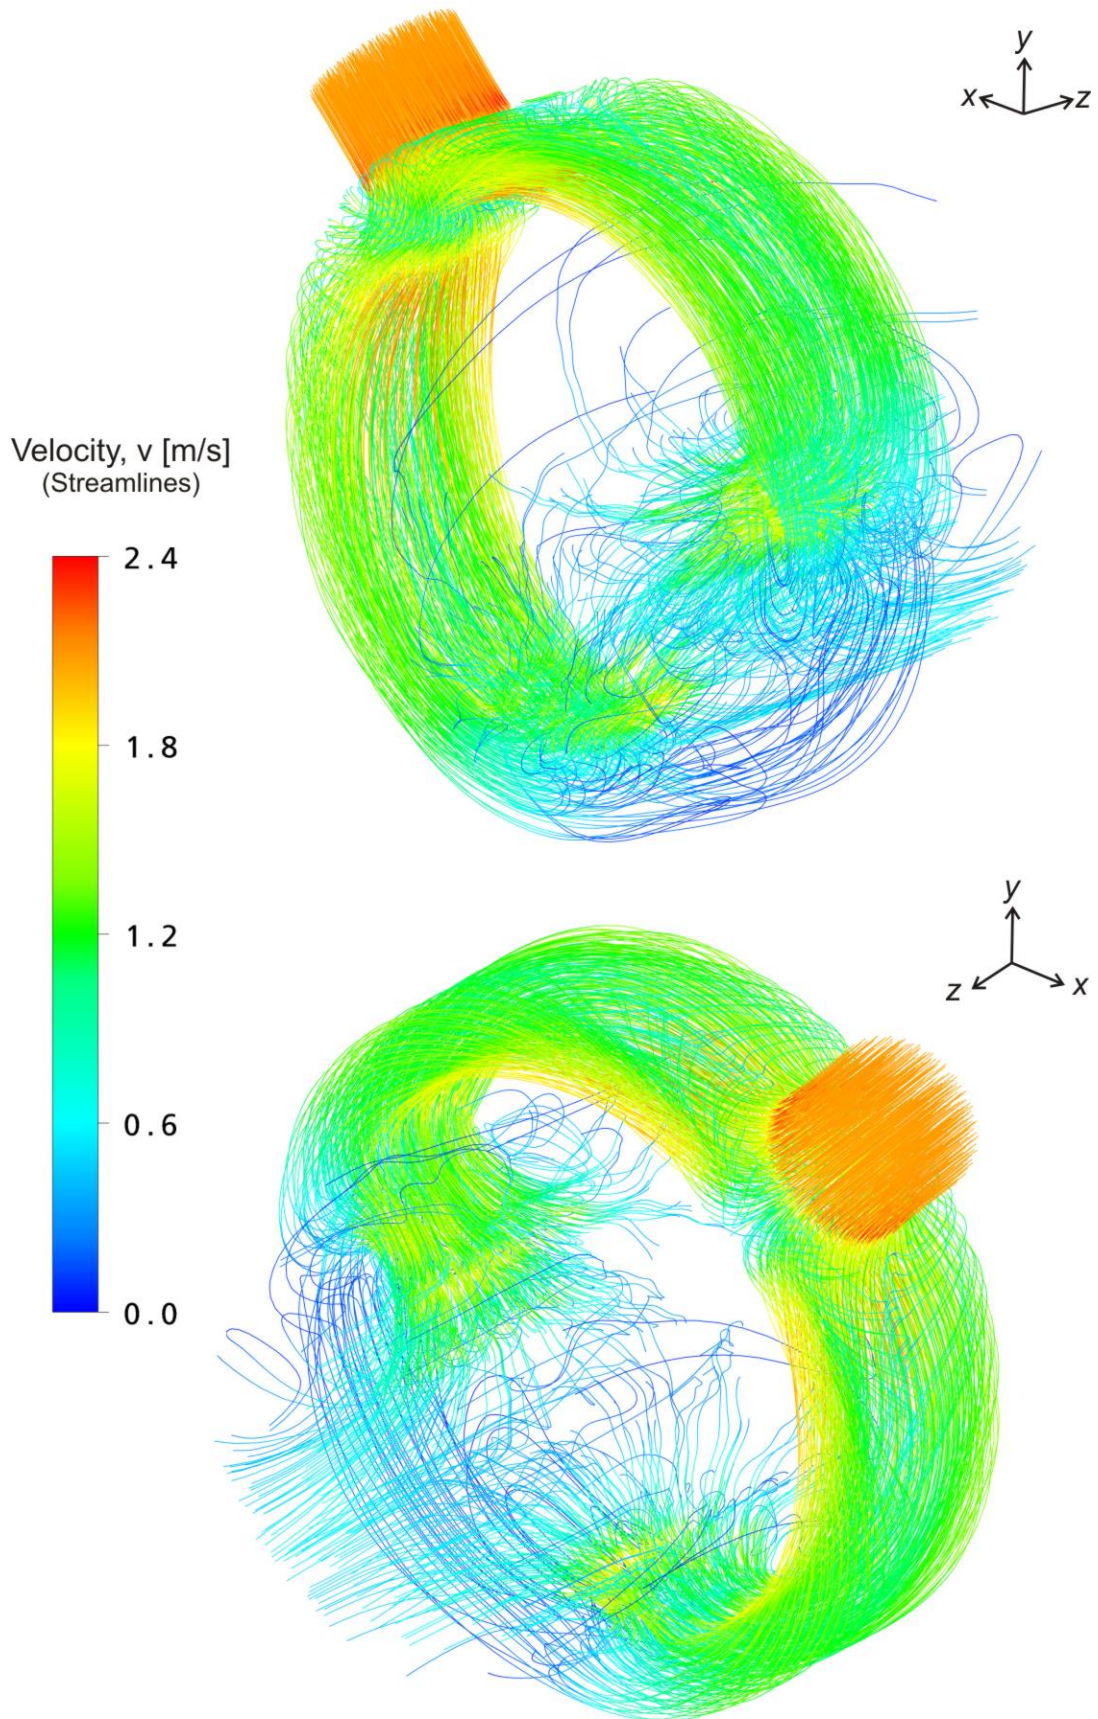 y
x
z
Velocity, v [m/s]
(Streamlines)
2.4
1.8
1.2
0.6
0.0
y
z
x